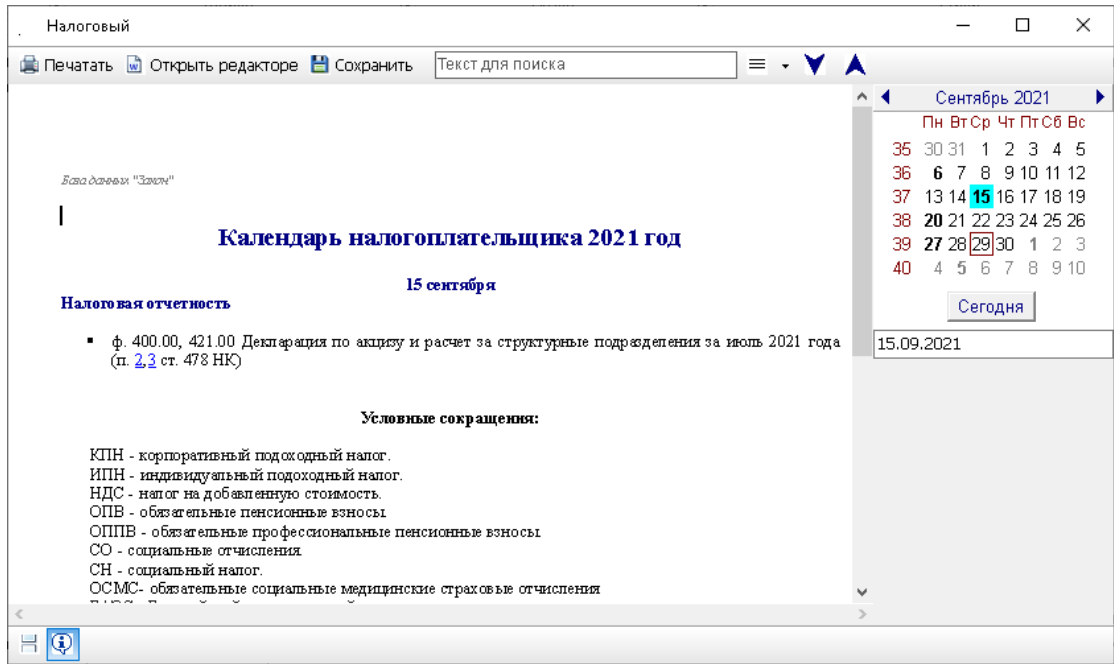 Налоговый
Печатать Открыть редакторе Сохранить Текст для поиска
База данных "Закон"
Календарь налогоплательщика 2021 год
15 сентября
Налоговая отчетность
▪ ф. 400.00, 421.00 Декларация по акцизу и расчет за структурные подразделения за июль 2021 года
(п. 2,3 ст. 478 НК)
Условные сокращения:
КПН - корпоративный подоходный налог.
ИПН - индивидуальный подоходный налог.
НДС - налог на добавленную стоимость.
ОПВ - обязательные пенсионные взносы.
ОППВ - обязательные профессиональные пенсионные взносы.
СО - социальные отчисления.
СН - социальный налог.
ОСМС- обязательные социальные медицинские страховые отчисления
Сентябрь 2021
Пн Вт Ср Чт Пт Сб Вс
35 30 31 1 2 3 4 5
36 6 7 8 9 10 11 12
37 13 14 15 16 17 18 19
38 20 21 22 23 24 25 26
39 27 28 29 30 1 2 3
40 4 5 6 7 8 9 10
Сегодня
15.09.2021